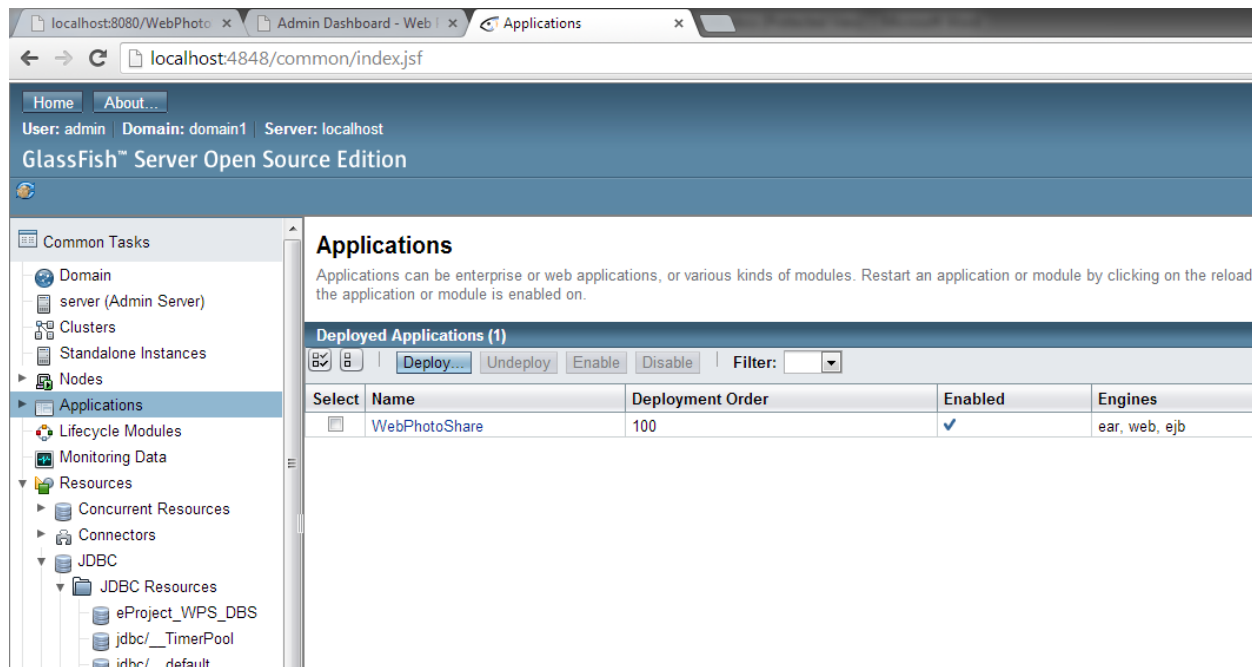 localhost:8080/WebPhoto
Admin Dashboard - Web
Applications
localhost:4848/common/index.jsf
Home About...
User: admin Domain: domain1 Server: localhost
GlassFish™ Server Open Source Edition
Common Tasks
Domain
server (Admin Server)
Clusters
Standalone Instances
Nodes
Applications
Lifecycle Modules
Monitoring Data
Resources
Concurrent Resources
Connectors
JDBC
JDBC Resources
eProject_WPS_DBS
jdbc/__TimerPool
jdbc/__default
Applications
Applications can be enterprise or web applications, or various kinds of modules. Restart an application or module by clicking on the reload
the application or module is enabled on.
Deployed Applications (1)
Deploy... Undeploy Enable Disable Filter:
Select Name Deployment Order Enabled Engines
WebPhotoShare 100 ear, web, ejb